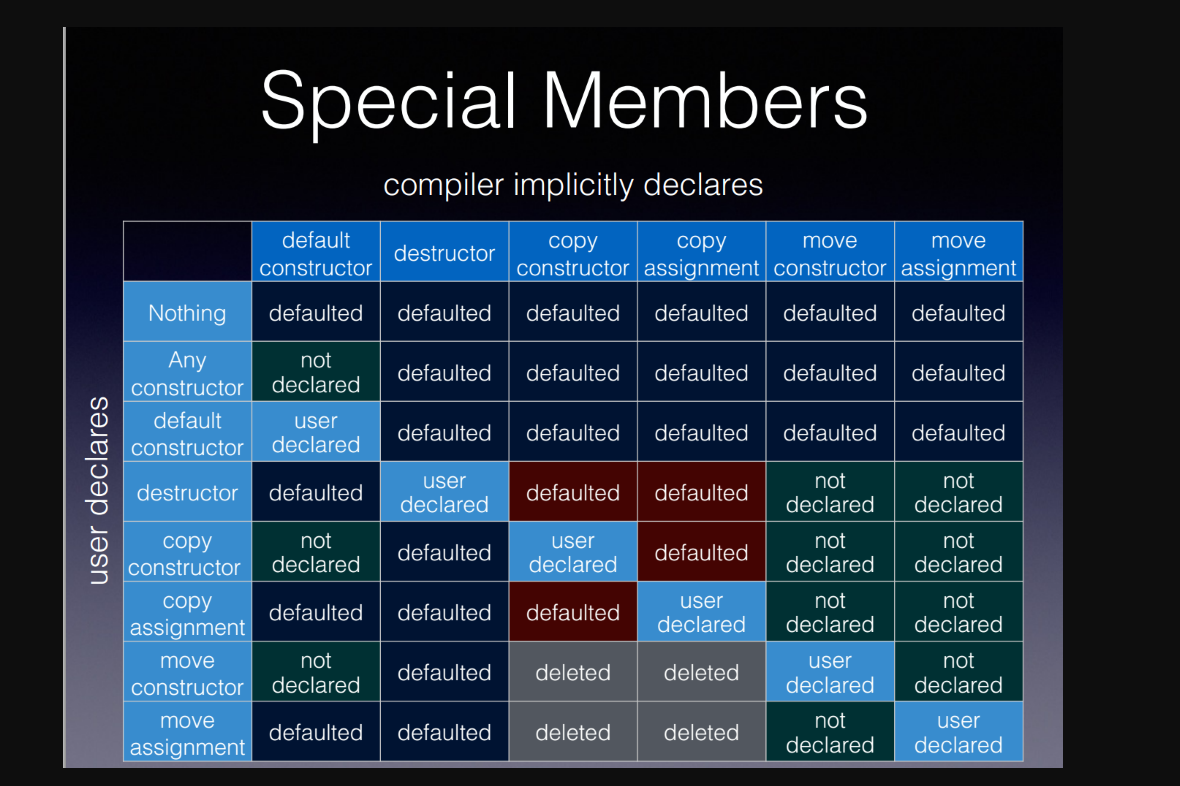 Special Members
compiler implicitly declares
default constructor destructor copy constructor copy assignment move constructor move assignment
user declares
Nothing defaulted defaulted defaulted defaulted defaulted defaulted
Any constructor not declared defaulted defaulted defaulted defaulted defaulted
default constructor user declared defaulted defaulted defaulted defaulted defaulted
destructor defaulted user declared defaulted defaulted not declared not declared
copy constructor not declared defaulted user declared defaulted not declared not declared
copy assignment defaulted defaulted defaulted user declared not declared not declared
move constructor not declared defaulted deleted deleted user declared not declared
move assignment defaulted defaulted deleted deleted not declared user declared